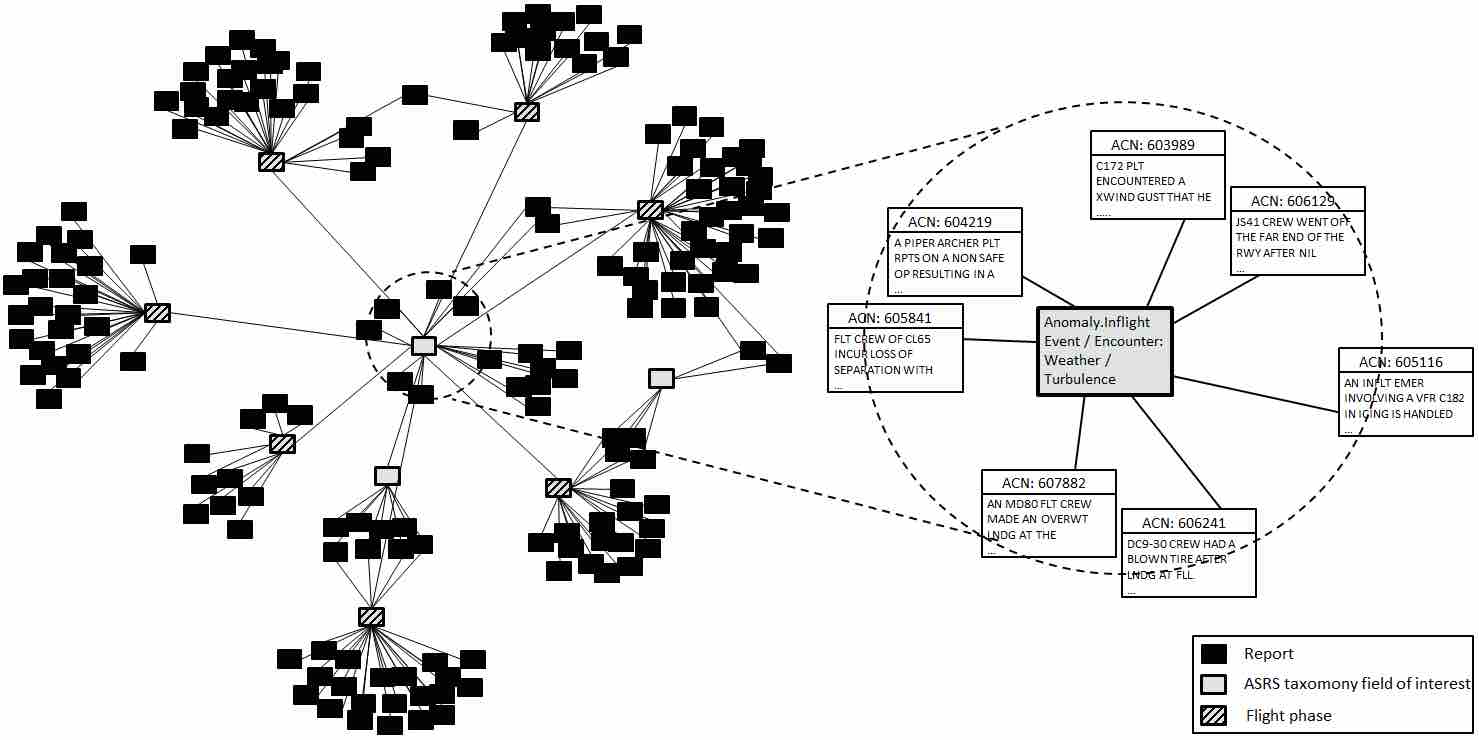 ACN: 603989
C172 PLT
ENCOUNTERED A
XWIND GUST THAT HE
.....
ACN: 606129
JS41 CREW WENT OFF
THE FAR END OF THE
RWY AFTER NIL
...
ACN: 604219
A PIPER ARCHER PLT
RPTS ON A NON SAFE
OP RESULTING IN A
...
ACN: 605841
FLT CREW OF CL65
INCUR LOSS OF
SEPARATION WITH
...
Anomaly.Inflight
Event / Encounter:
Weather /
Turbulence
ACN: 605116
AN INFLT EMER
INVOLVING A VFR C182
IN ICING IS HANDLED
...
ACN: 607882
AN MD80 FLT CREW
MADE AN OVERWT
LNDG AT THE
...
ACN: 606241
DC9-30 CREW HAD A
BLOWN TIRE AFTER
LNDG AT FLL.
...
Report
ASRS taxomony field of interest
Flight phase